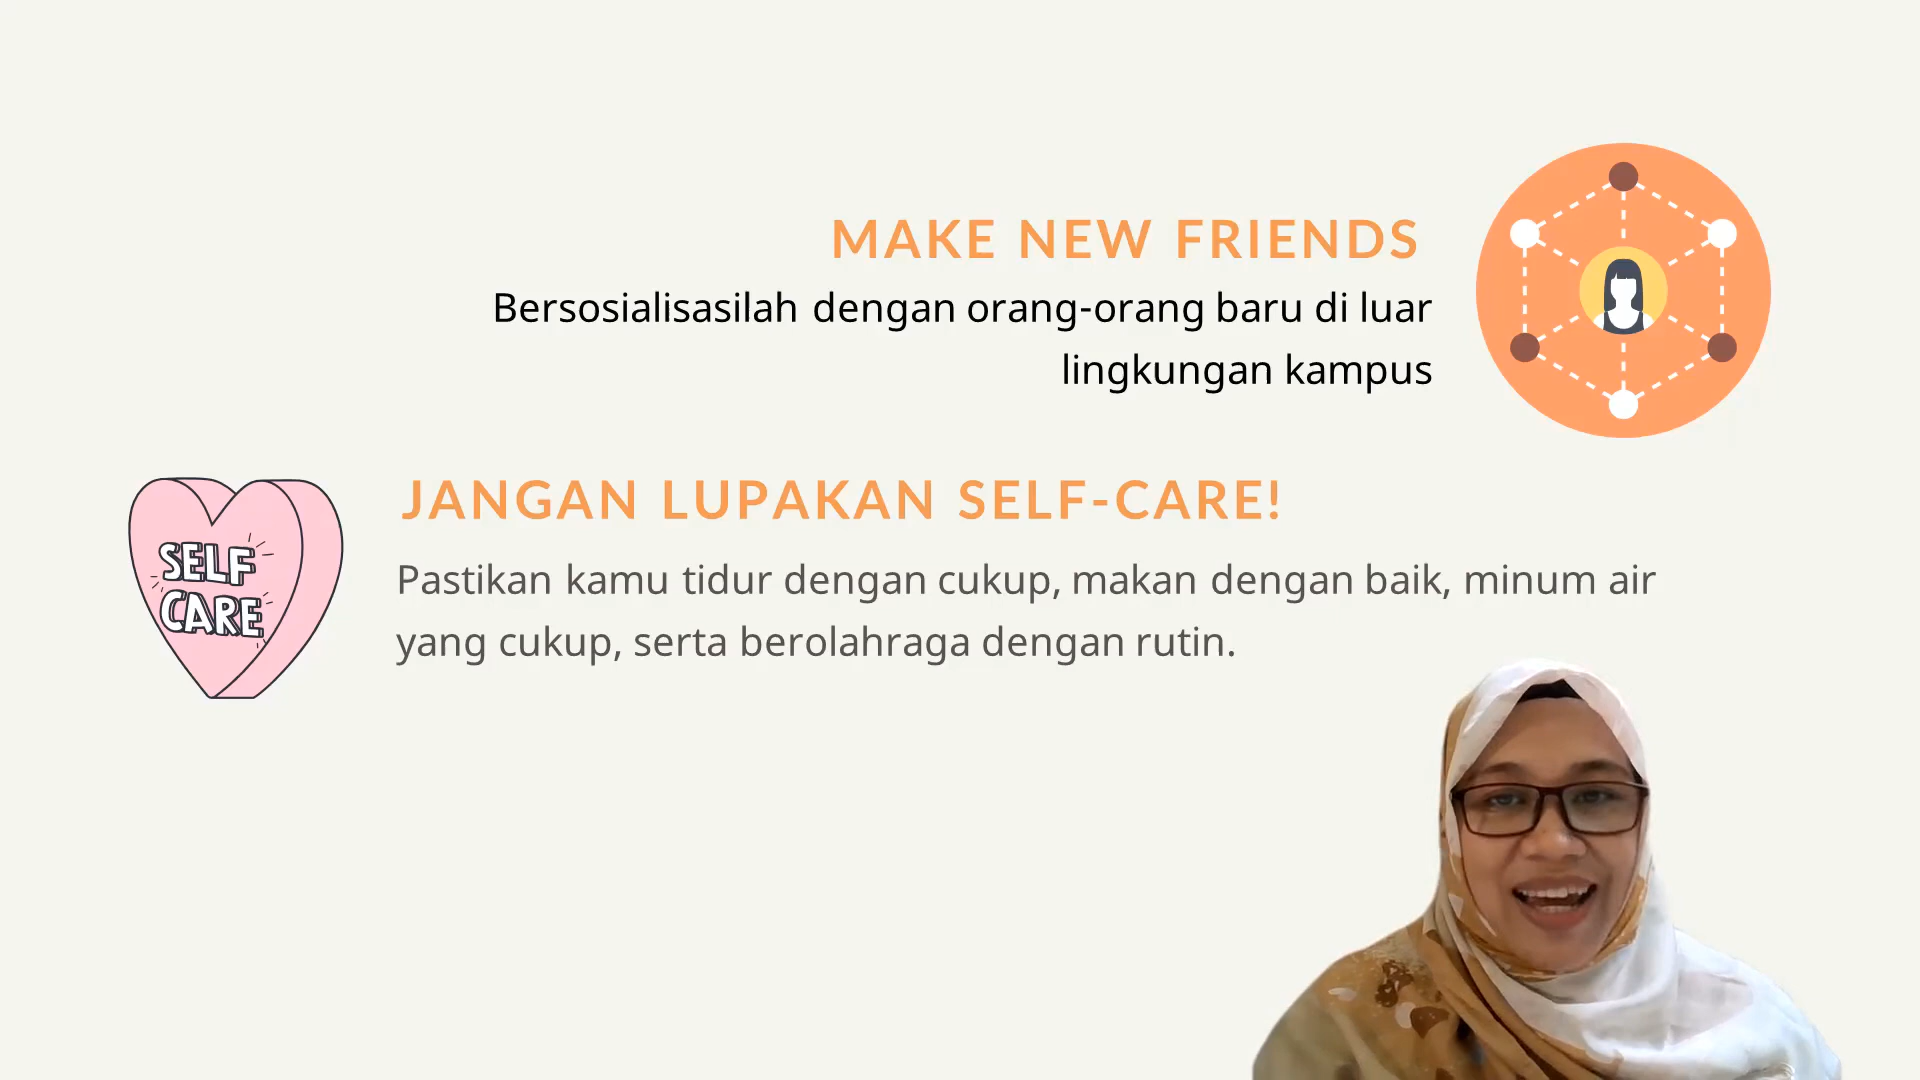 MAKE NEW FRIENDS
Bersosialisasilah dengan orang-orang baru di luar
lingkungan kampus
JANGAN LUPAKAN SELF-CARE!
Pastikan kamu tidur dengan cukup, makan dengan baik, minum air
yang cukup, serta berolahraga dengan rutin.
SELF
CARE